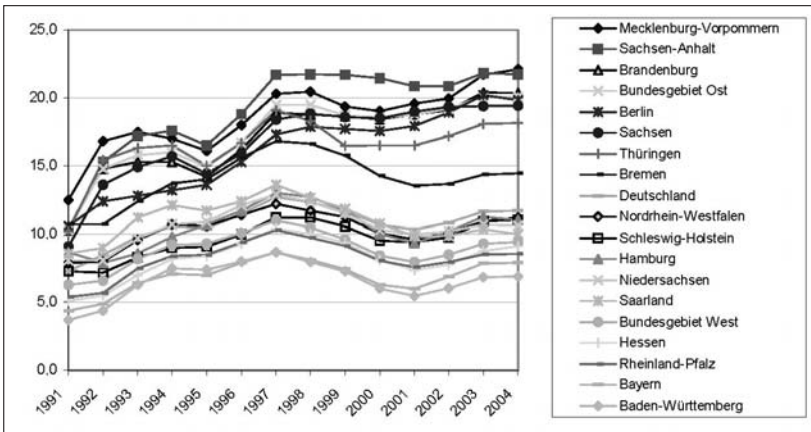 25,0
20,0
15,0
10,0
5,0
0,0
1991
1992
1993
1994
1995
1996
1997
1998
1999
2000
2001
2002
2003
2004
Mecklenburg-Vorpommern
Sachsen-Anhalt
Brandenburg
Bundesgebiet Ost
Berlin
Sachsen
Thüringen
Bremen
Deutschland
Nordrhein-Westfalen
Schleswig-Holstein
Hamburg
Niedersachsen
Saarland
Bundesgebiet West
Hessen
Rheinland-Pfalz
Bayern
Baden-Württemberg